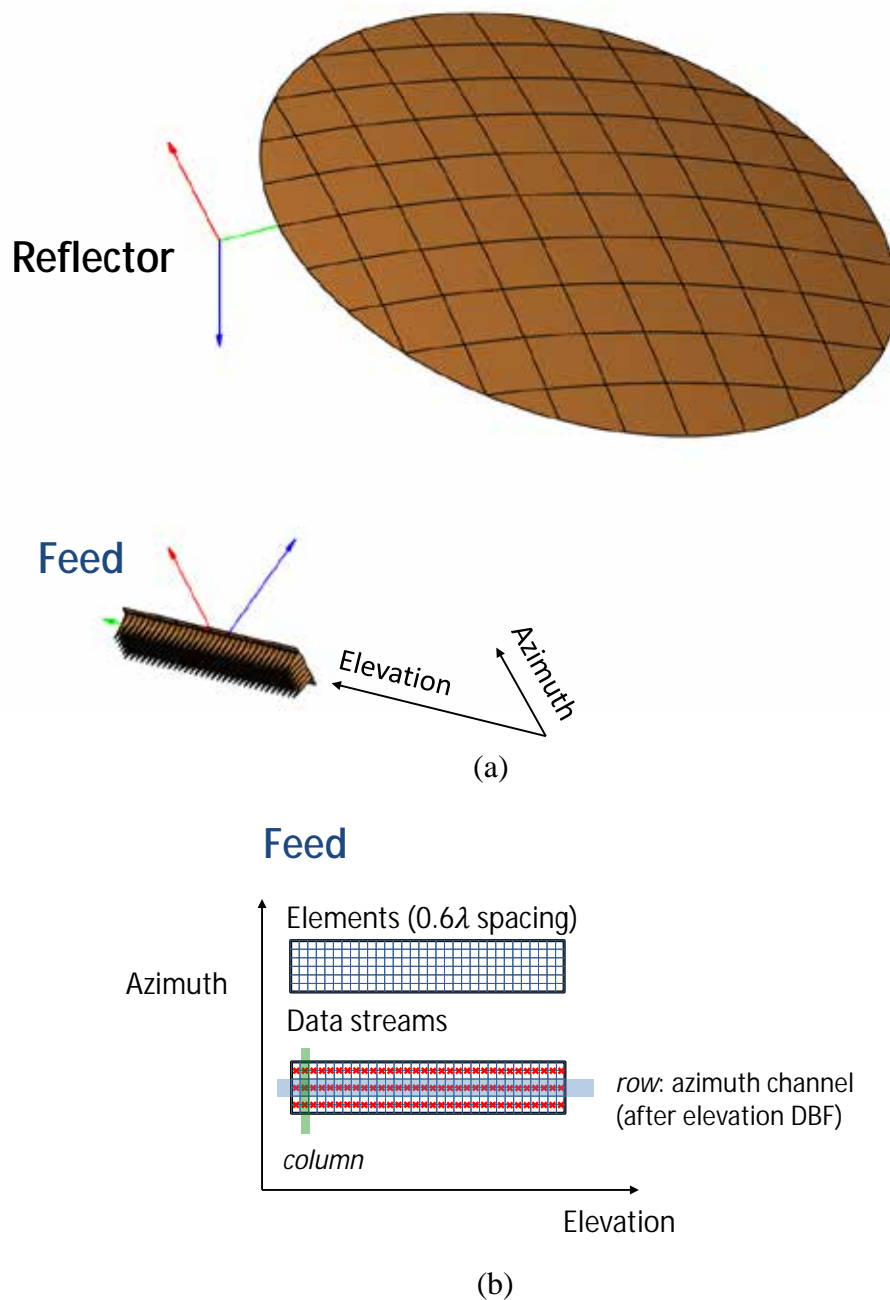 Reflector
Feed
Elevation
Azimuth
(a)
Feed
Elements (0.6λ spacing)
Azimuth
Data streams
row: azimuth channel
(after elevation DBF)
column
Elevation
(b)